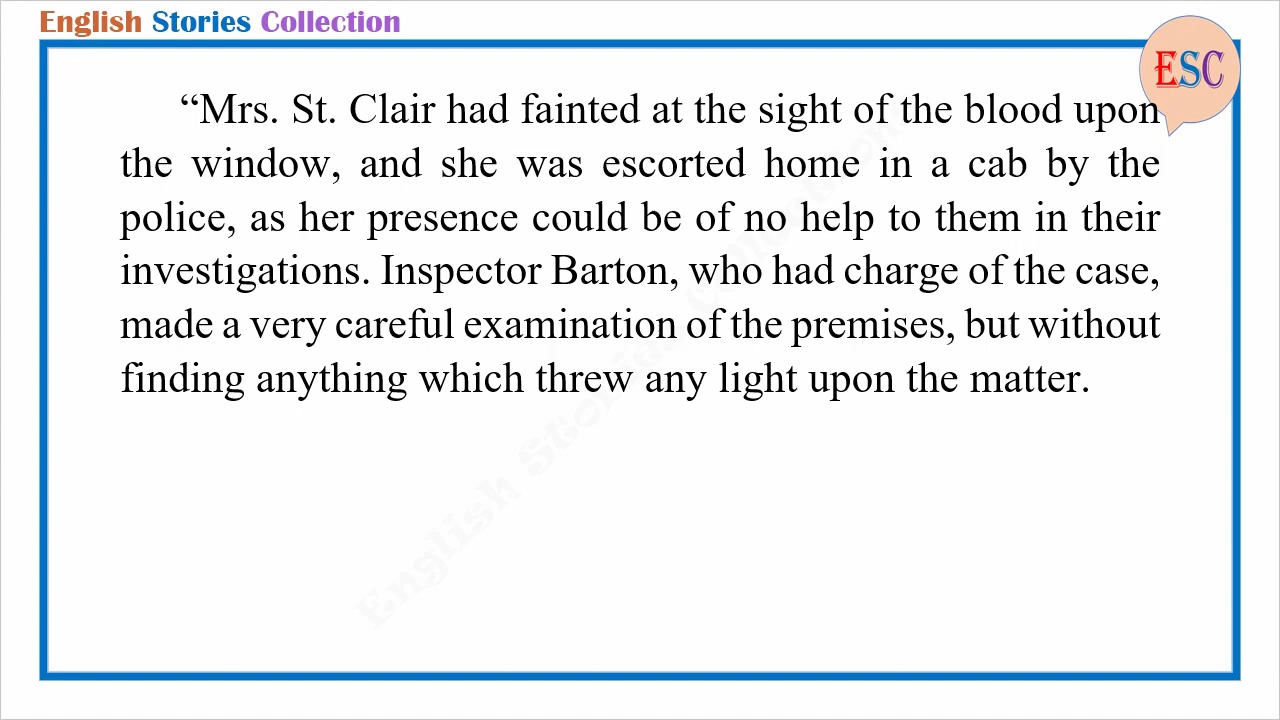 English Stories Collection
ESC
“Mrs. St. Clair had fainted at the sight of the blood upon
the window, and she was escorted home in a cab by the
police, as her presence could be of no help to them in their
investigations. Inspector Barton, who had charge of the case,
made a very careful examination of the premises, but without
finding anything which threw any light upon the matter.
English Stories Collection